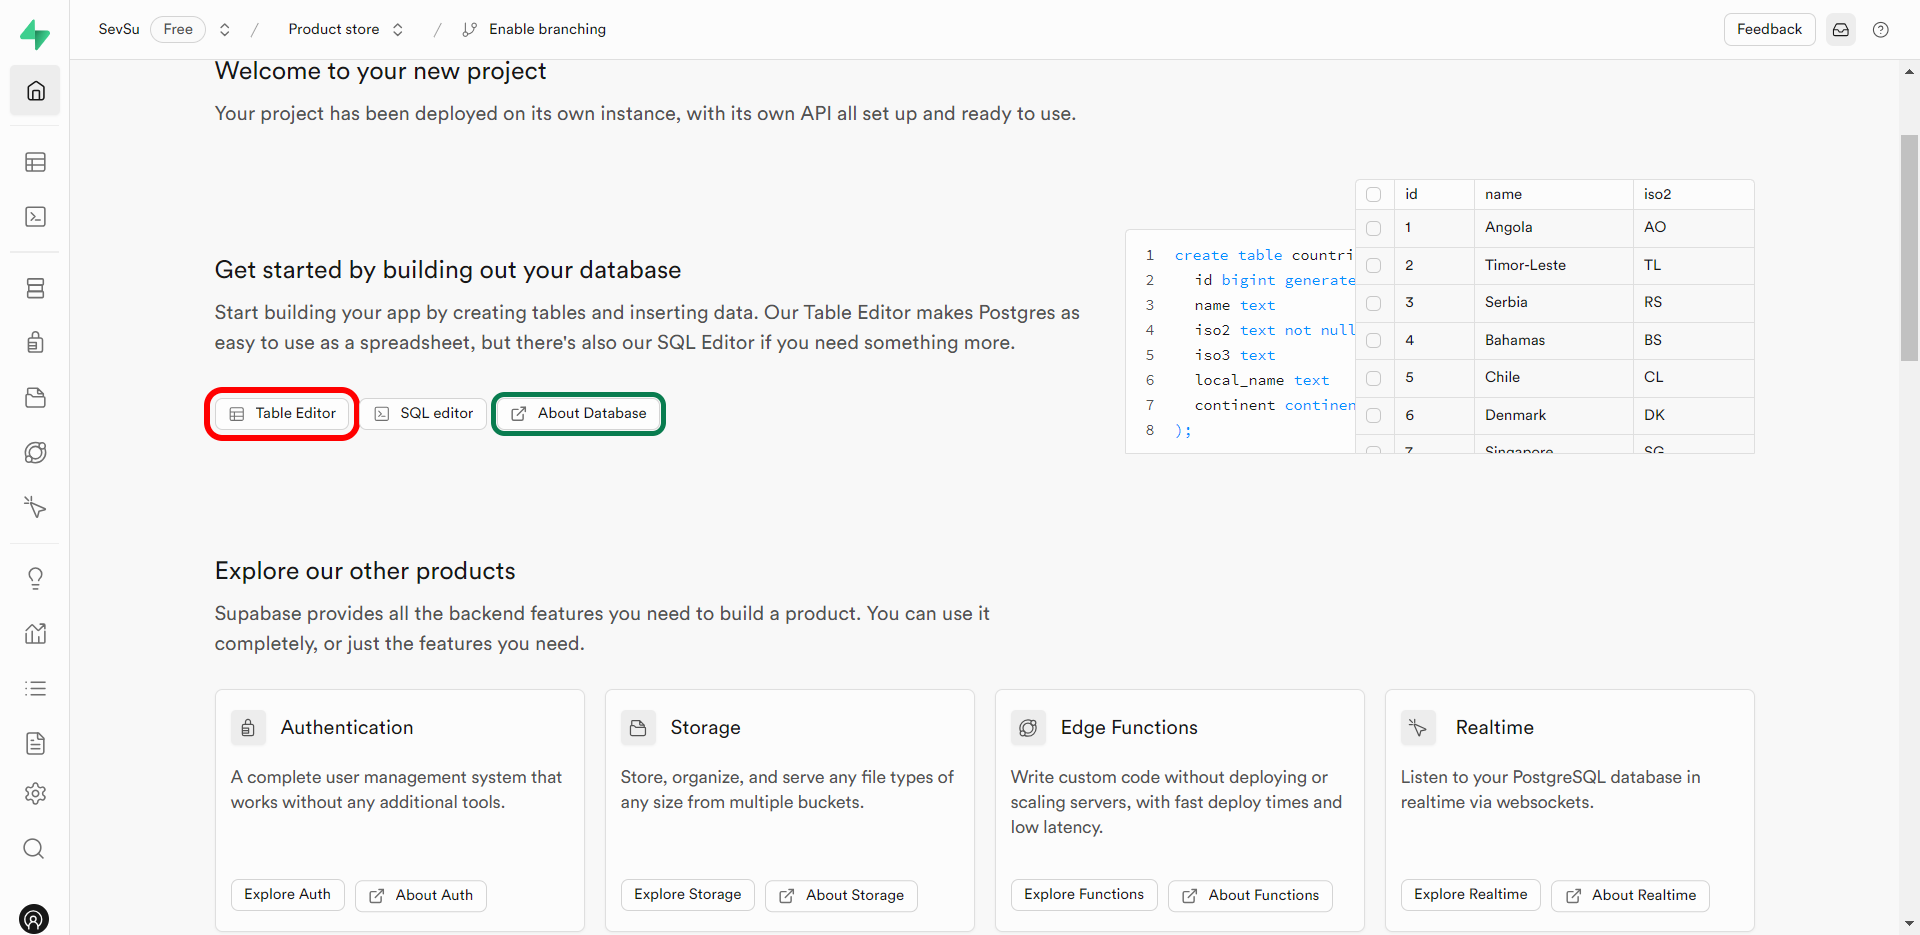 SevSu Free / Product store / Enable branching Feedback
Welcome to your new project
Your project has been deployed on its own instance, with its own API all set up and ready to use.
Get started by building out your database
Start building your app by creating tables and inserting data. Our Table Editor makes Postgres as
easy to use as a spreadsheet, but there's also our SQL Editor if you need something more.
Table Editor SQL editor About Database
1 create table countri
2 id bigint generate
3 name text
4 iso2 text not null
5 iso3 text
6 local_name text
7 continent continen
8 );
id name iso2
1 Angola AO
2 Timor-Leste TL
3 Serbia RS
4 Bahamas BS
5 Chile CL
6 Denmark DK
7 Singapore SG
Explore our other products
Supabase provides all the backend features you need to build a product. You can use it
completely, or just the features you need.
Authentication
A complete user management system that
works without any additional tools.
Explore Auth About Auth
Storage
Store, organize, and serve any file types of
any size from multiple buckets.
Explore Storage About Storage
Edge Functions
Write custom code without deploying or
scaling servers, with fast deploy times and
low latency.
Explore Functions About Functions
Realtime
Listen to your PostgreSQL database in
realtime via websockets.
Explore Realtime About Realtime